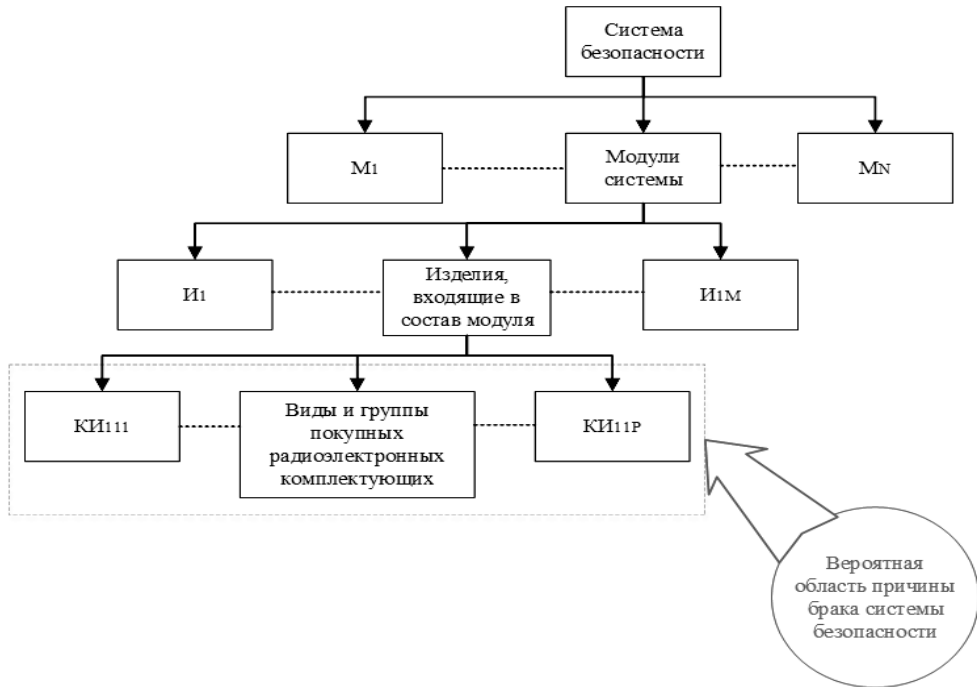 Система
безопасности
М1
Модули
системы
МN
И1
Изделия,
входящие в
состав модуля
И1М
КИ111
Виды и группы
покупных
радиоэлектронных
комплектующих
КИ11Р
Вероятная
область причины
брака системы
безопасности